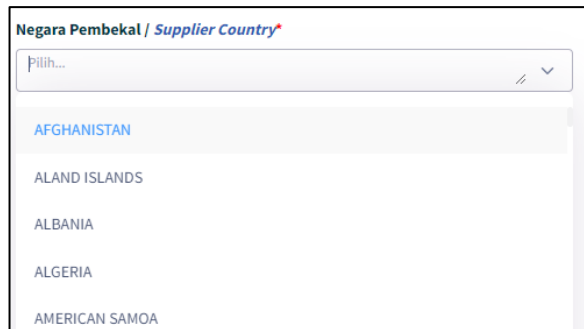 Negara Pembekal / Supplier Country*
Pilih...
AFGHANISTAN
ALAND ISLANDS
ALBANIA
ALGERIA
AMERICAN SAMOA